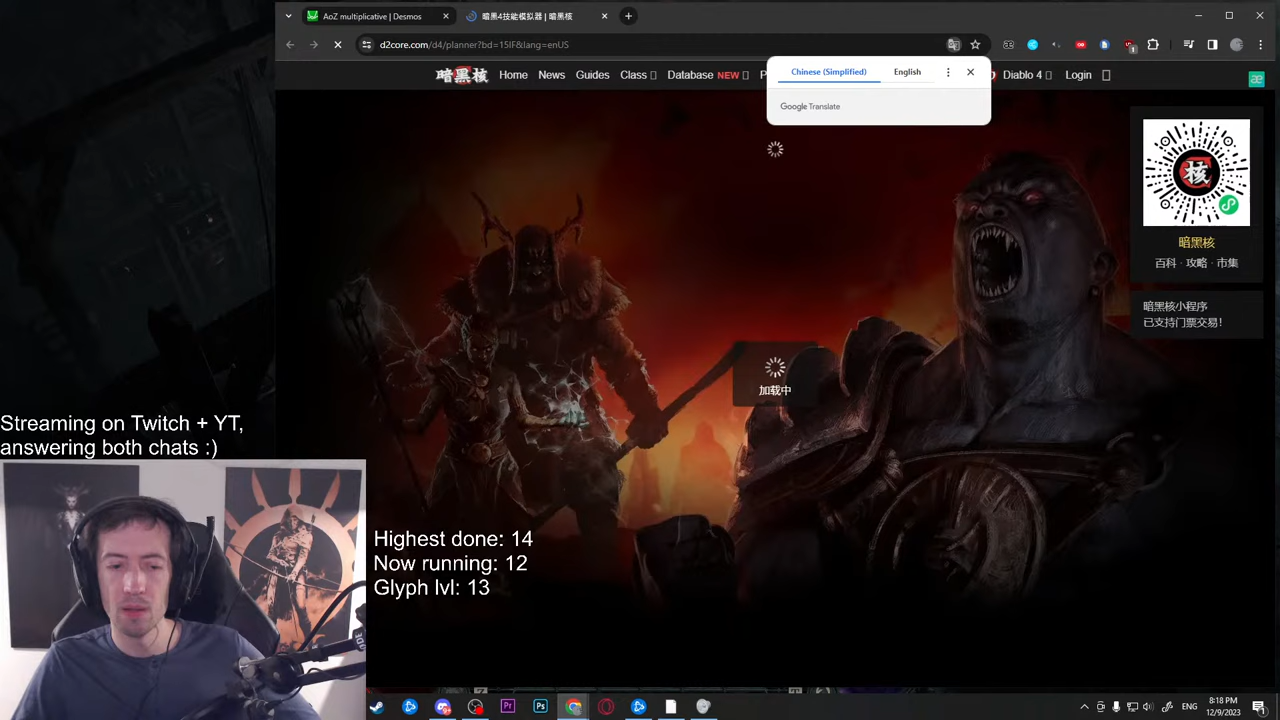 AoZ multiplicative | Desmos
暗黑4技能模拟器 | 暗黑核
d2core.com/d4/planner?bd=15IF&lang=enUS
暗黑核
Home
News
Guides
Class
Database
NEW
Diablo 4
Login
Chinese (Simplified)
English
Google Translate
æ
核
暗黑核
百科 · 攻略 · 市集
暗黑核小程序
已支持门票交易!
加载中
Streaming on Twitch + YT,
answering both chats :)
Highest done: 14
Now running: 12
Glyph lvl: 13
Pr
Ps
ENG
8:18 PM
12/9/2023